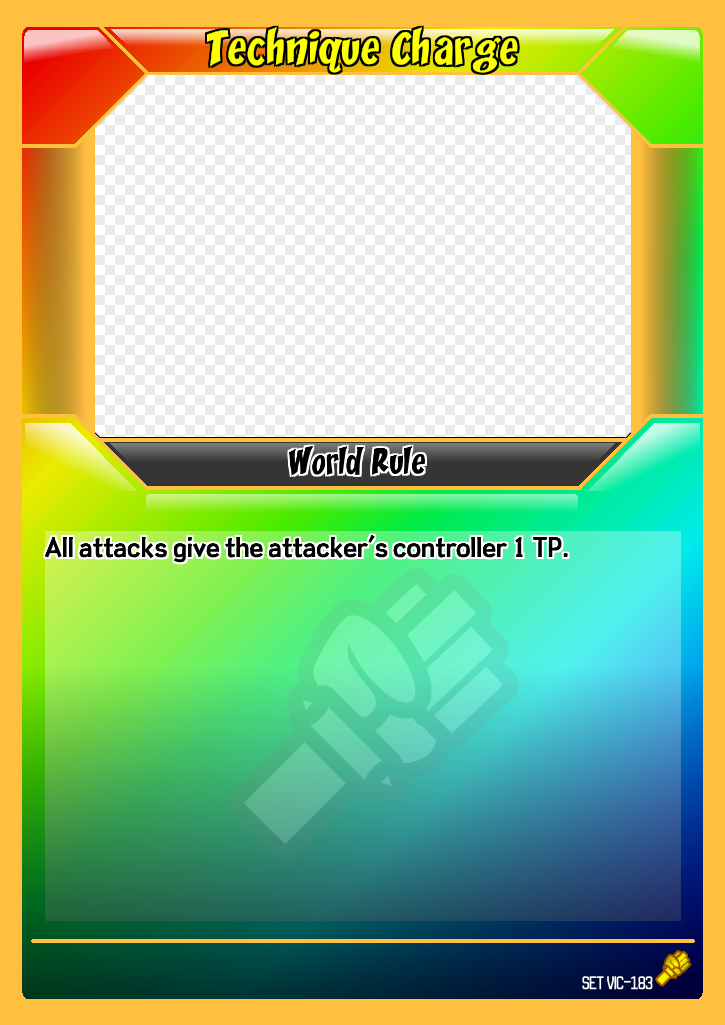 Technique Charge
World Rule
All attacks give the attacker's controller 1 TP.
SET VIC-183